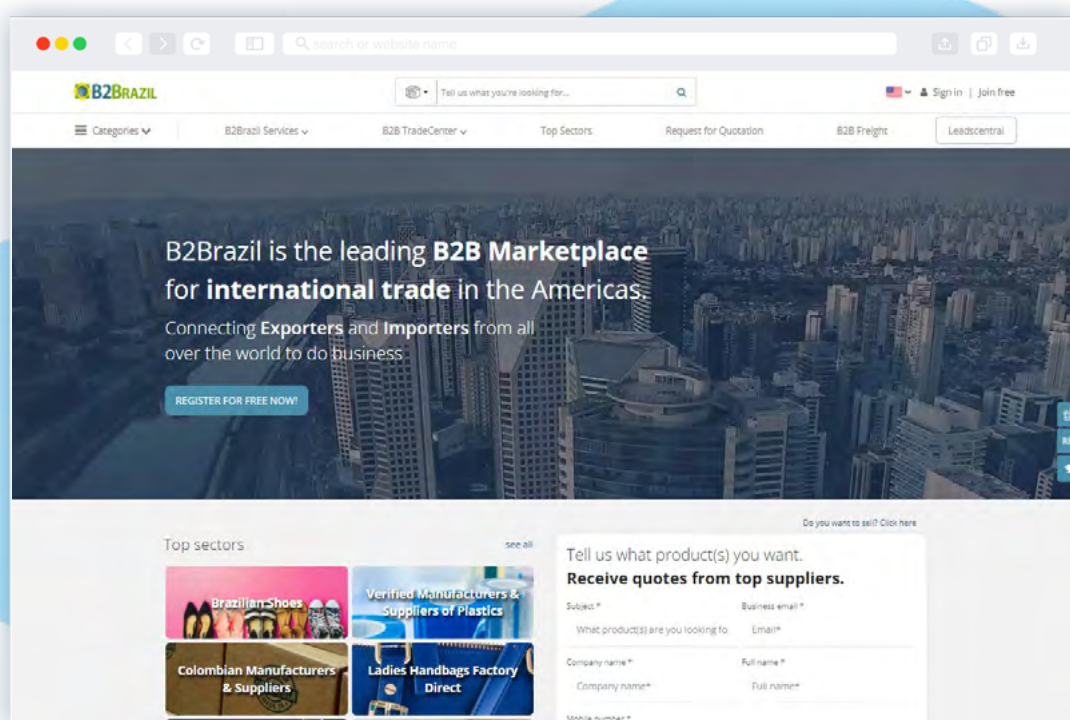 search or website name
B2BRAZIL
Tell us what you're looking for...
Sign in | Join free
Categories
B2Brazil Services
B2B TradeCenter
Top Sectors
Request for Quotation
B2B Freight
Leadscentral
B2Brazil is the leading B2B Marketplace
for international trade in the Americas.
Connecting Exporters and Importers from all
over the world to do business
REGISTER FOR FREE NOW!
Do you want to sell? Click here
Top sectors
see all
Brazilian Shoes
Verified Manufacturers &
Suppliers of Plastics
Colombian Manufacturers
& Suppliers
Ladies Handbags Factory
Direct
Tell us what product(s) you want.
Receive quotes from top suppliers.
Subject *
Business email *
What product(s) are you looking fo
Email*
Company name *
Full name *
Company name*
Full name*
Mobile number *